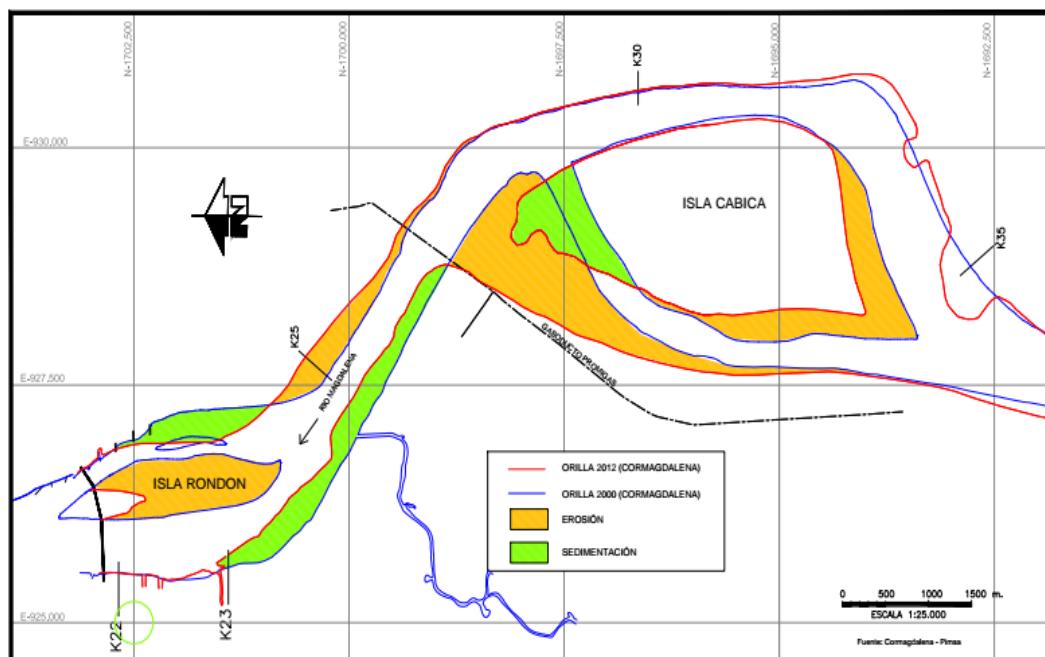 N-1702,500
N-1700,000
N-1697,500
N-1695,000
N-1692,500
K30
E-930,000
ISLA CABICA
K35
K25
RIO MAGDALENA
GASODUCTO PROMIGAS
E-927,500
ISLA RONDON
ORILLA 2012 (CORMAGDALENA)
ORILLA 2000 (CORMAGDALENA)
EROSIÓN
SEDIMENTACIÓN
K22
K23
E-925,000
0 500 1000 1500 m.
ESCALA 1:25.000
Fuente: Cormagdalena - Pimsa